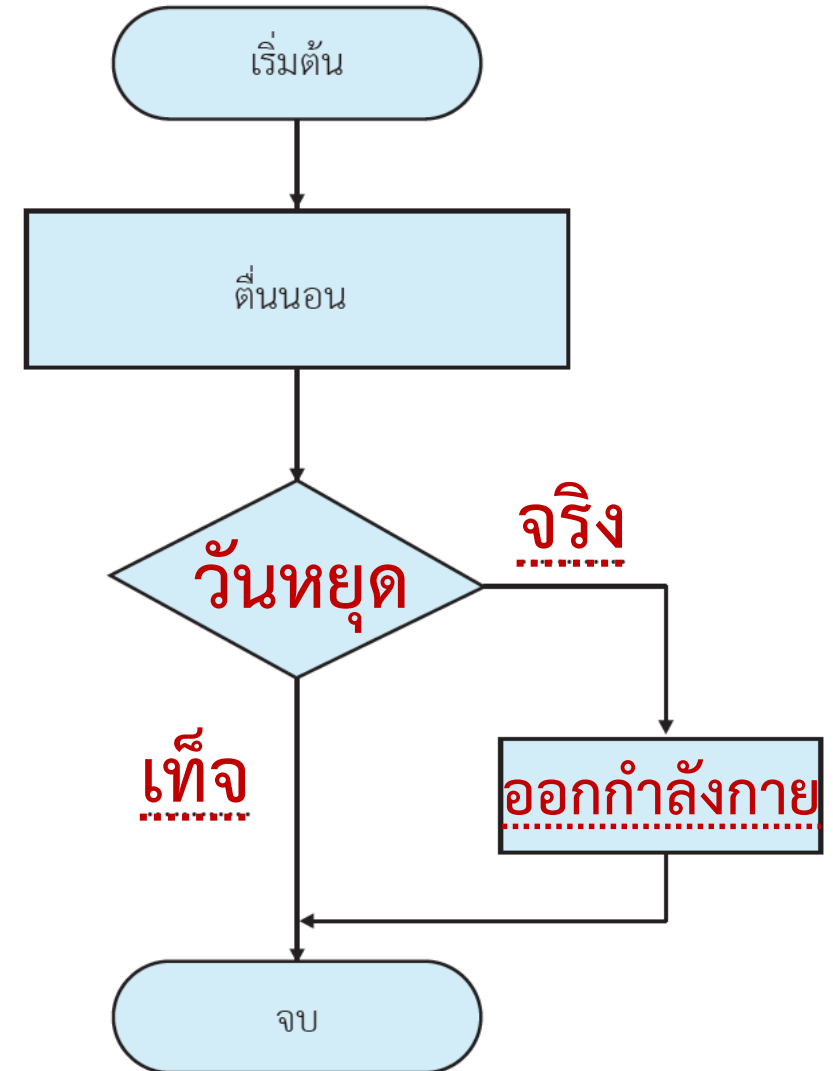 เริ่มต้น
ตื่นนอน
จริง
วันหยุด
เท็จ
ออกกำลังกาย
จบ